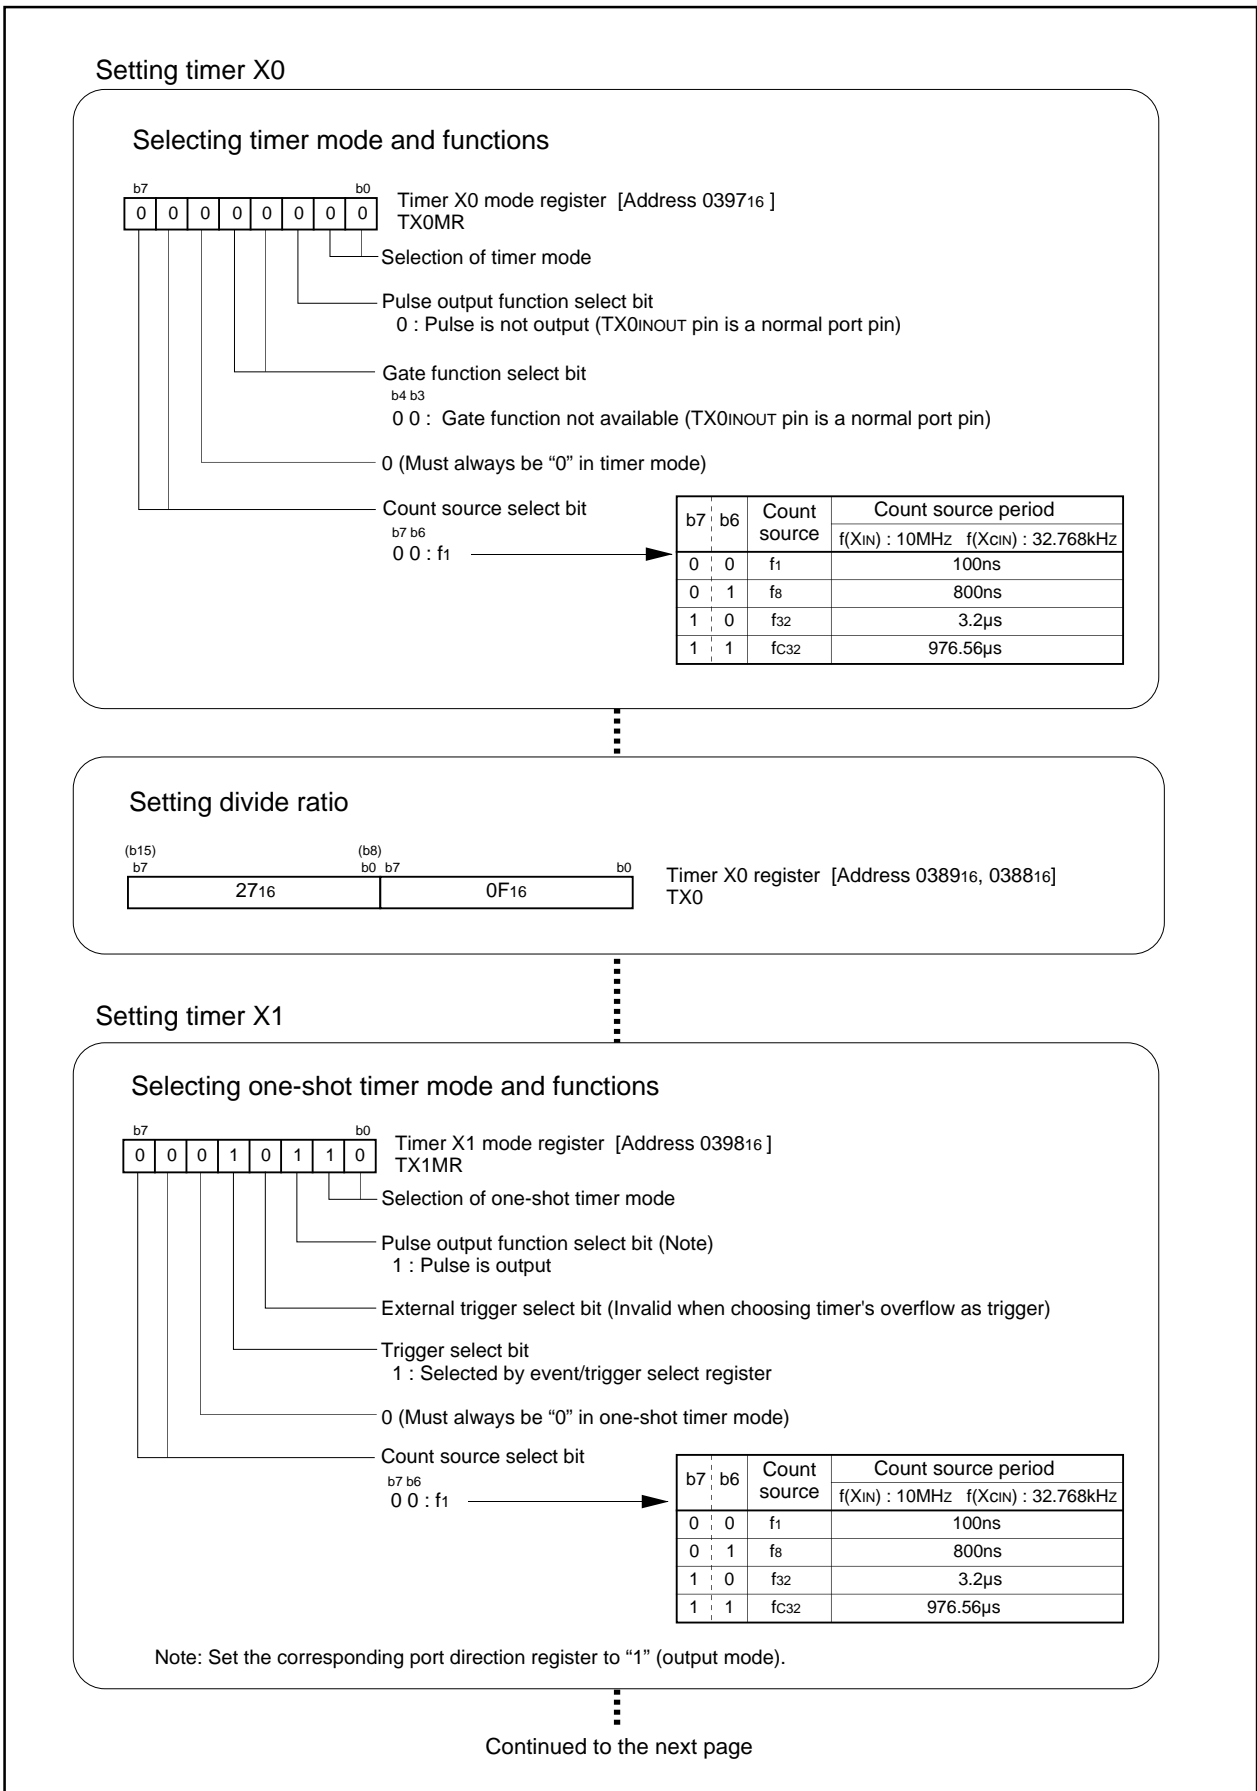 Setting timer X0
Selecting timer mode and functions
b7 b0
0 0 0 0 0 0 0 0
Timer X0 mode register [Address 039716 ]
TX0MR
Selection of timer mode
Pulse output function select bit
0 : Pulse is not output (TX0INOUT pin is a normal port pin)
Gate function select bit
b4 b3
0 0 : Gate function not available (TX0INOUT pin is a normal port pin)
0 (Must always be “0” in timer mode)
Count source select bit
b7 b6
0 0 : f1
b7 b6 Count source Count source period
f(XIN) : 10MHz f(XCIN) : 32.768kHz
0 0 f1 100ns
0 1 f8 800ns
1 0 f32 3.2µs
1 1 fC32 976.56µs
Setting divide ratio
(b15) (b8)
b7 b0 b7 b0
2716 0F16
Timer X0 register [Address 038916, 038816]
TX0
Setting timer X1
Selecting one-shot timer mode and functions
b7 b0
0 0 0 1 0 1 1 0
Timer X1 mode register [Address 039816 ]
TX1MR
Selection of one-shot timer mode
Pulse output function select bit (Note)
1 : Pulse is output
External trigger select bit (Invalid when choosing timer's overflow as trigger)
Trigger select bit
1 : Selected by event/trigger select register
0 (Must always be “0” in one-shot timer mode)
Count source select bit
b7 b6
0 0 : f1
b7 b6 Count source Count source period
f(XIN) : 10MHz f(XCIN) : 32.768kHz
0 0 f1 100ns
0 1 f8 800ns
1 0 f32 3.2µs
1 1 fC32 976.56µs
Note: Set the corresponding port direction register to “1” (output mode).
Continued to the next page